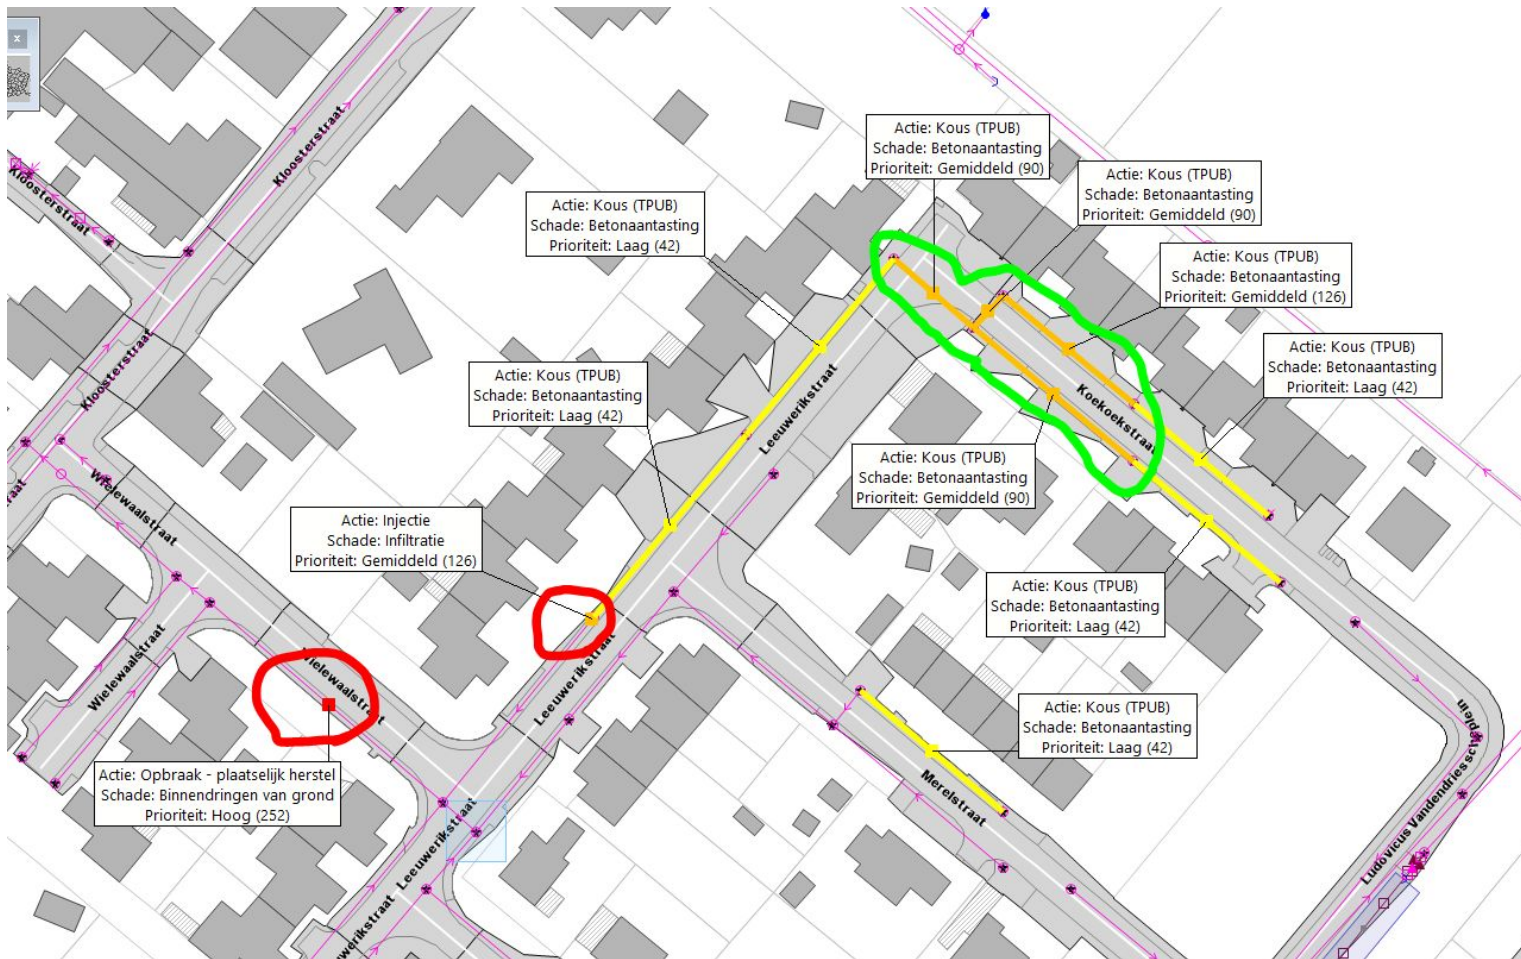 x
Kloosterstraat
Kloosterstraat
Kloosterstraat
Actie: Kous (TPUB)
Schade: Betonaantasting
Prioriteit: Gemiddeld (90)
Actie: Kous (TPUB)
Schade: Betonaantasting
Prioriteit: Gemiddeld (90)
Actie: Kous (TPUB)
Schade: Betonaantasting
Prioriteit: Laag (42)
Actie: Kous (TPUB)
Schade: Betonaantasting
Prioriteit: Gemiddeld (126)
Actie: Kous (TPUB)
Schade: Betonaantasting
Prioriteit: Laag (42)
Actie: Kous (TPUB)
Schade: Betonaantasting
Prioriteit: Laag (42)
Leeuwerikstraat
Koekoekstraat
Actie: Kous (TPUB)
Schade: Betonaantasting
Prioriteit: Gemiddeld (90)
raat
Wielewaalstraat
Actie: Injectie
Schade: Infiltratie
Prioriteit: Gemiddeld (126)
Actie: Kous (TPUB)
Schade: Betonaantasting
Prioriteit: Laag (42)
Wielewaalstraat
Wielewaalstraat
Leeuwerikstraat
Actie: Kous (TPUB)
Schade: Betonaantasting
Prioriteit: Laag (42)
Actie: Opbraak - plaatselijk herstel
Schade: Binnendringen van grond
Prioriteit: Hoog (252)
Merelstraat
Ludovicus Vandendriesscheplein
Leeuwerikstraat
uwerikstraat